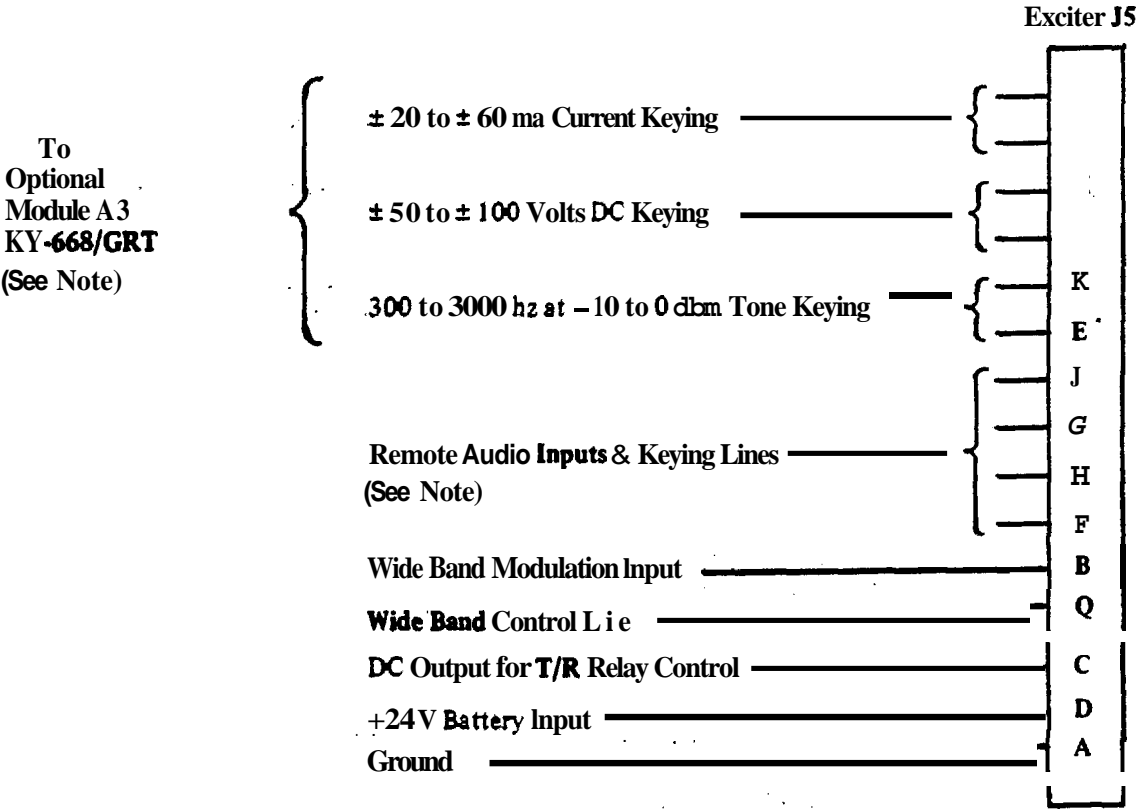 Exciter J5
To
Optional
Module A3
KY-668/GRT
(See Note)
± 20 to ± 60 ma Current Keying
± 50 to ± 100 Volts DC Keying
300 to 3000 hz at – 10 to 0 dbm Tone Keying
K
E
J
G
Remote Audio Inputs & Keying Lines
(See Note)
H
F
Wide Band Modulation lnput
B
Wide Band Control L i e
Q
DC Output for T/R Relay Control
C
+24V Battery lnput
D
Ground
A